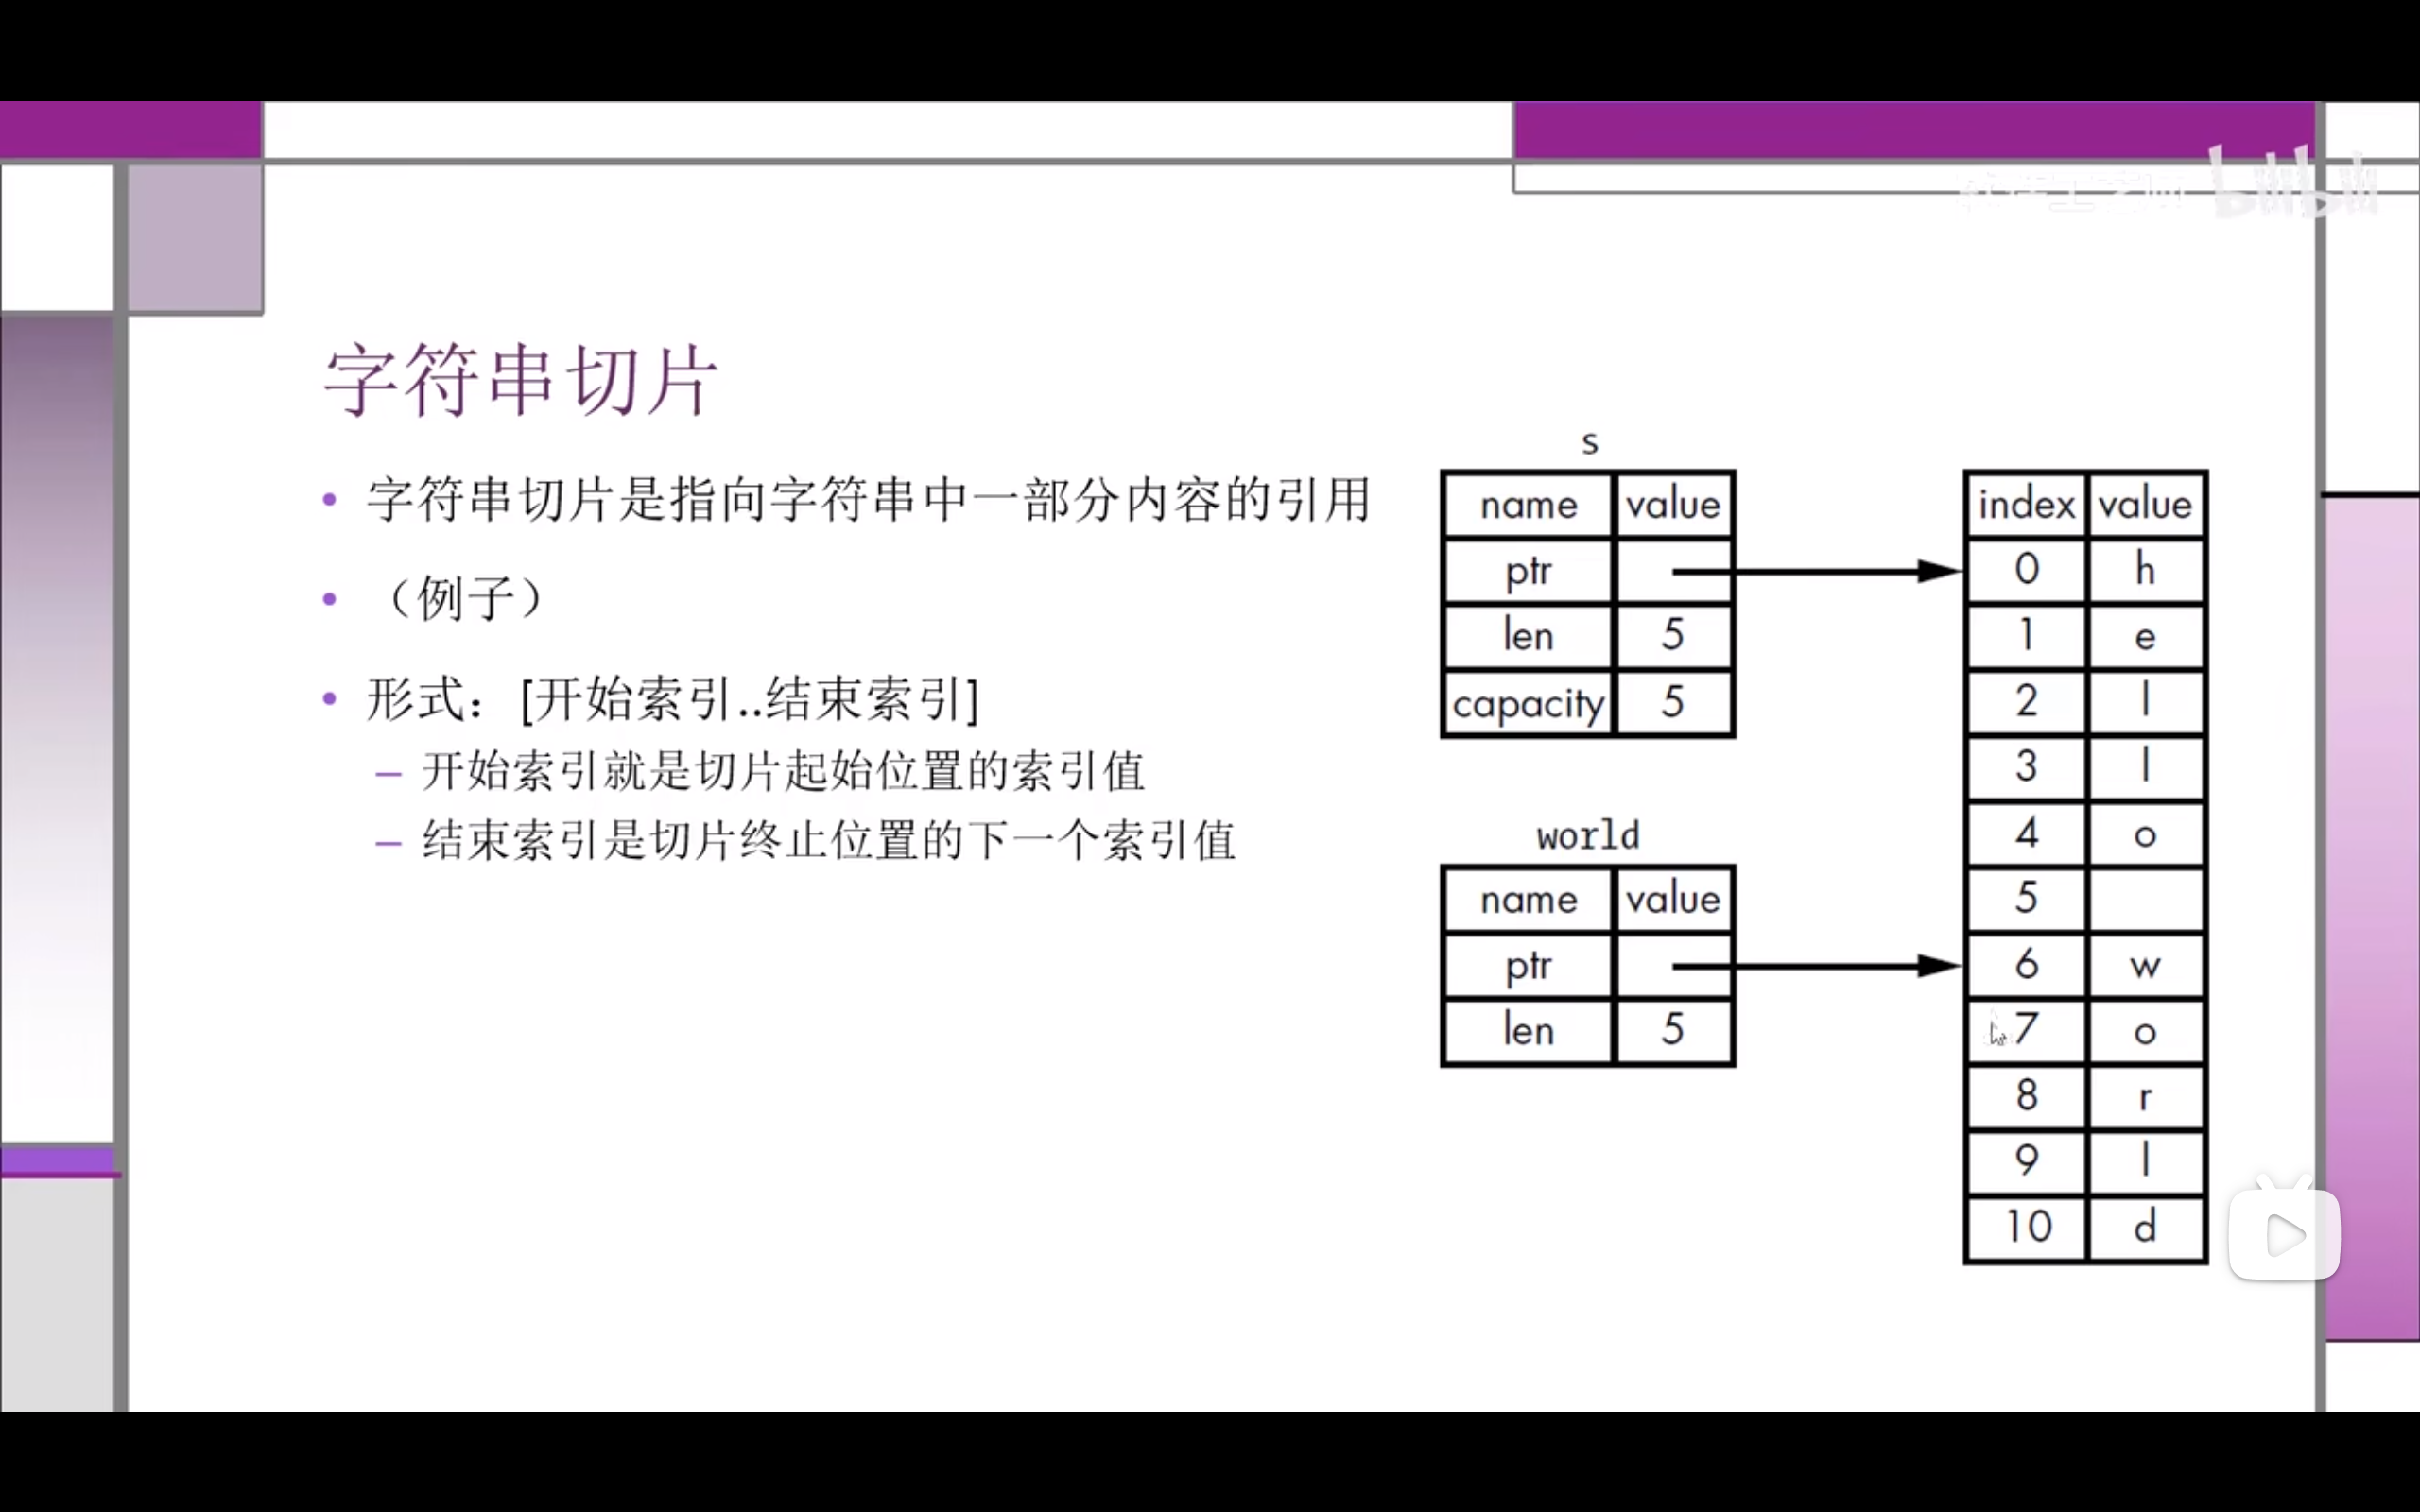 字符串切片
• 字符串切片是指向字符串中一部分内容的引用
• （例子）
• 形式：[开始索引..结束索引]
– 开始索引就是切片起始位置的索引值
– 结束索引是切片终止位置的下一个索引值
s
name value
ptr
len 5
capacity 5
world
name value
ptr
len 5
index value
0 h
1 e
2 l
3 l
4 o
5
6 w
7 o
8 r
9 l
10 d
bilibili